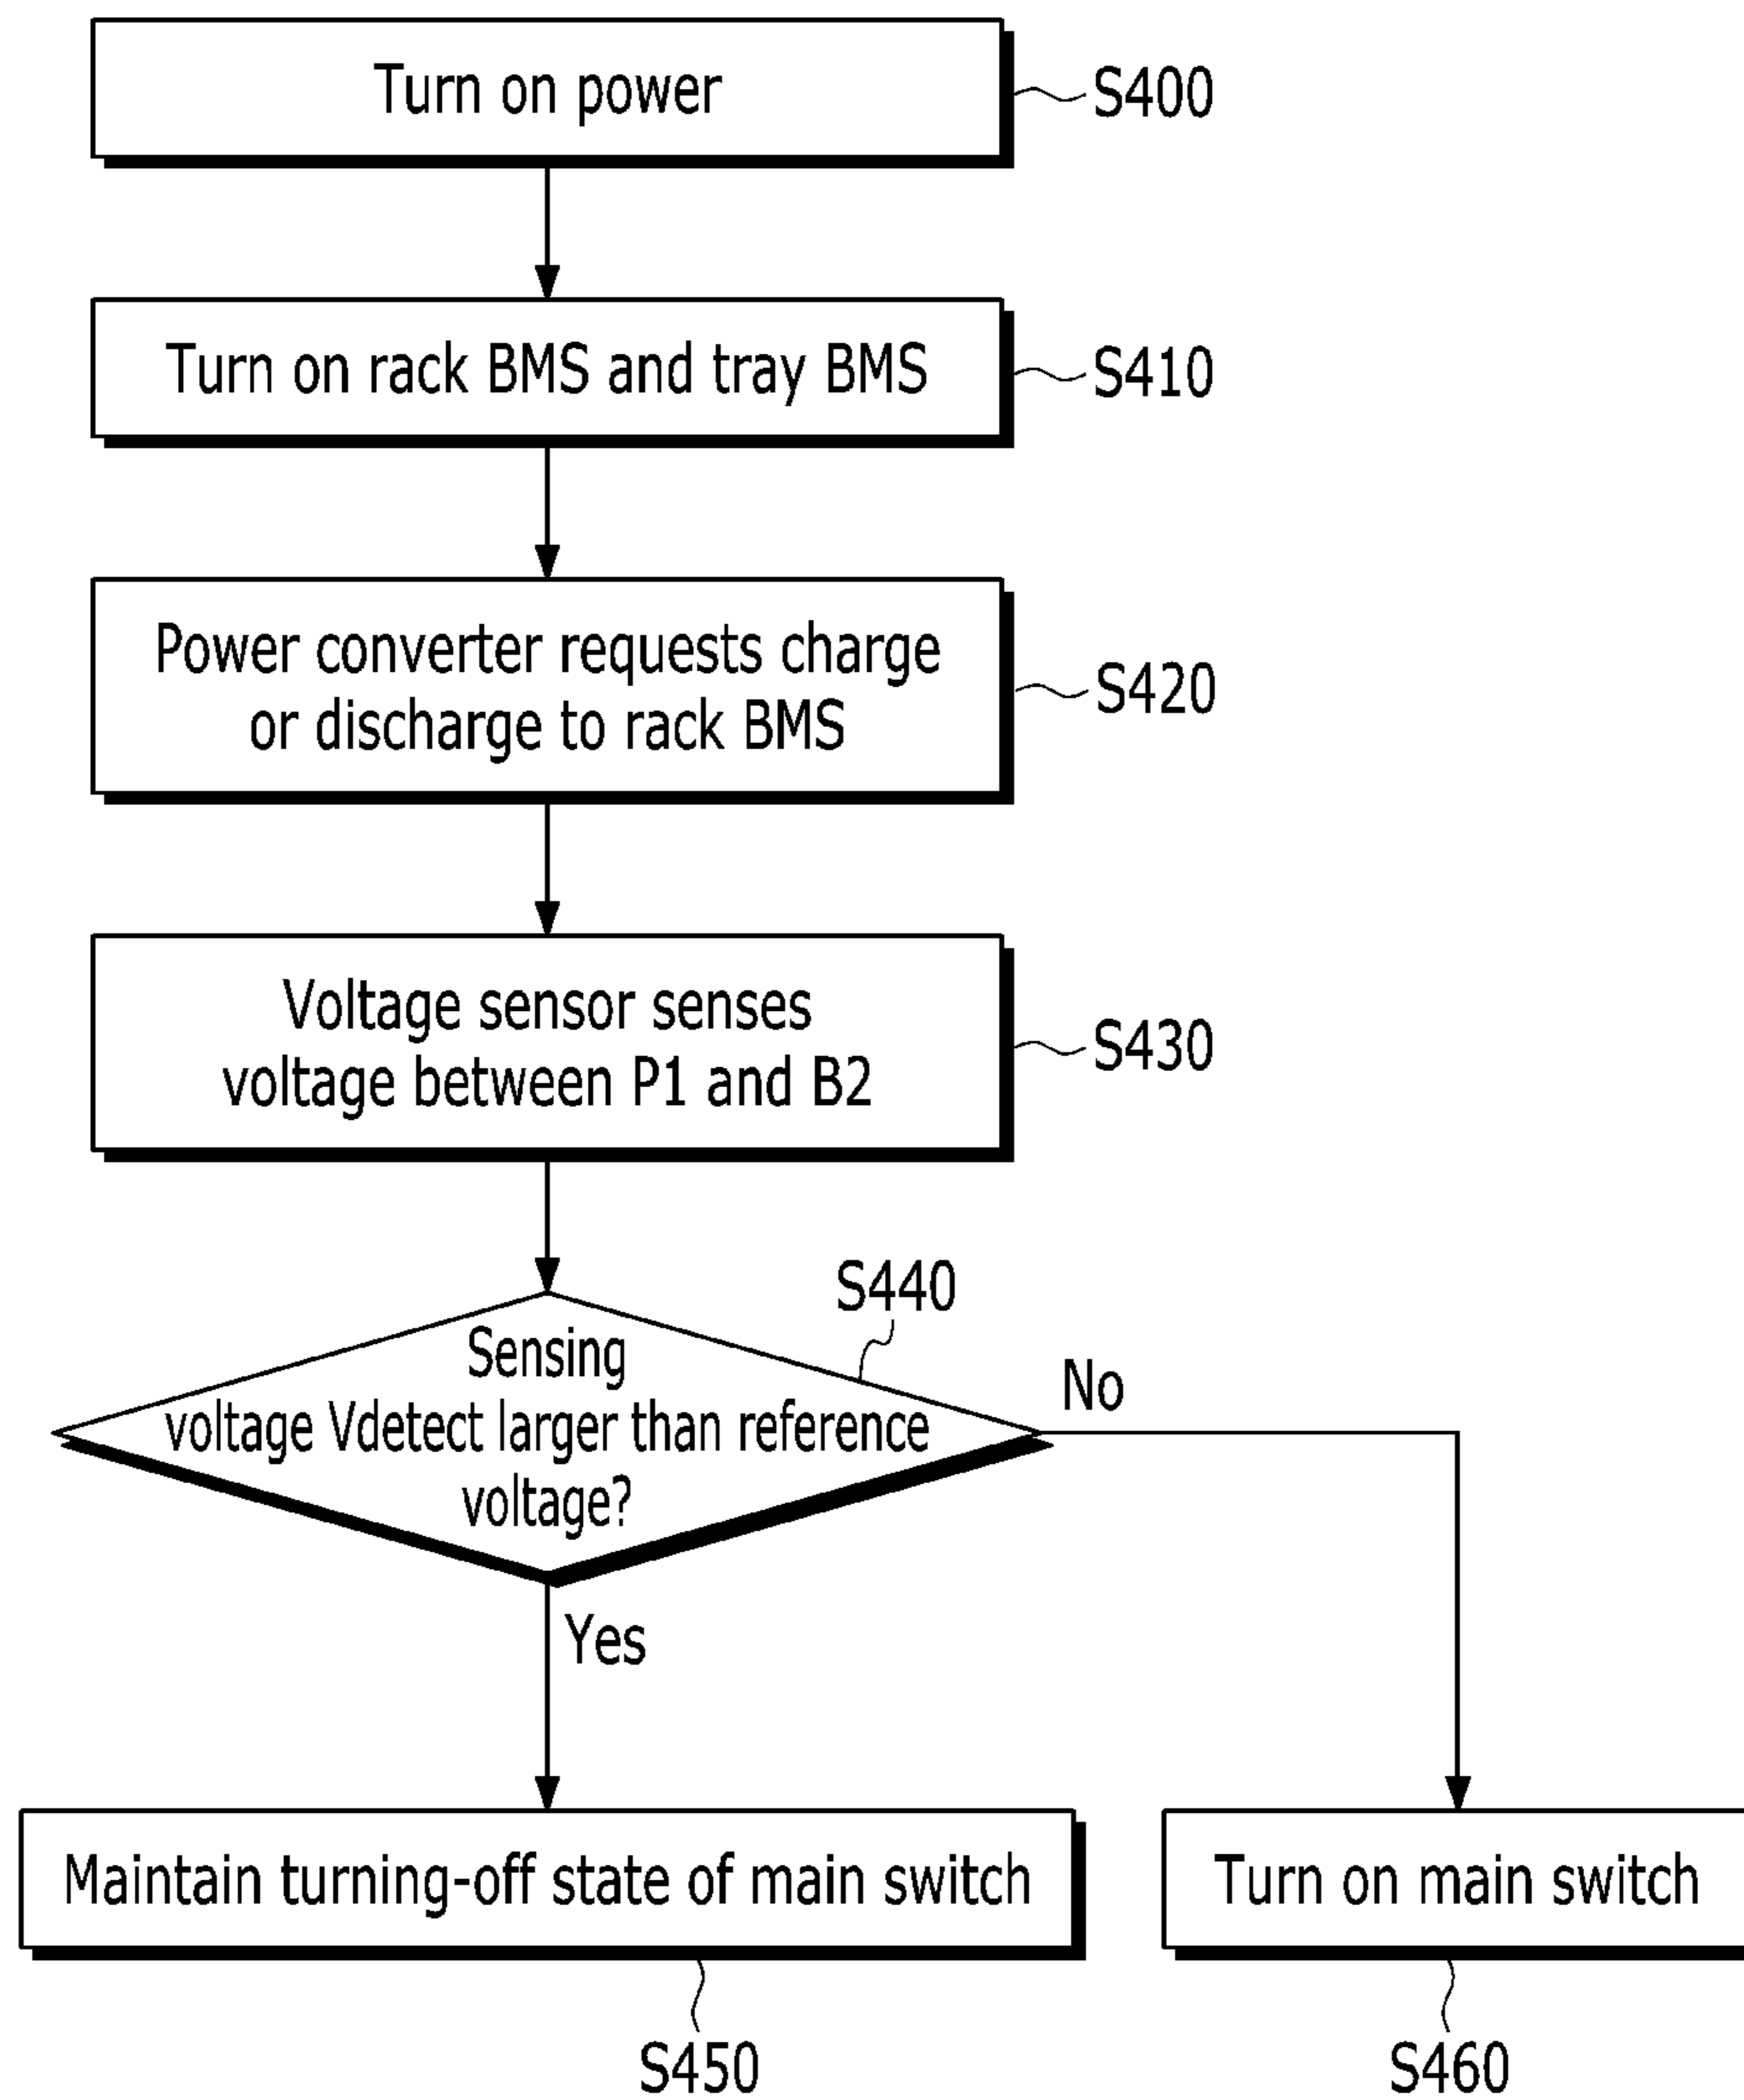 Turn on power
S400
Turn on rack BMS and tray BMS
S410
Power converter requests charge
or discharge to rack BMS
S420
Voltage sensor senses
voltage between P1 and B2
S430
S440
Sensing
voltage Vdetect larger than reference
voltage?
No
Yes
Maintain turning-off state of main switch
Turn on main switch
S450
S460